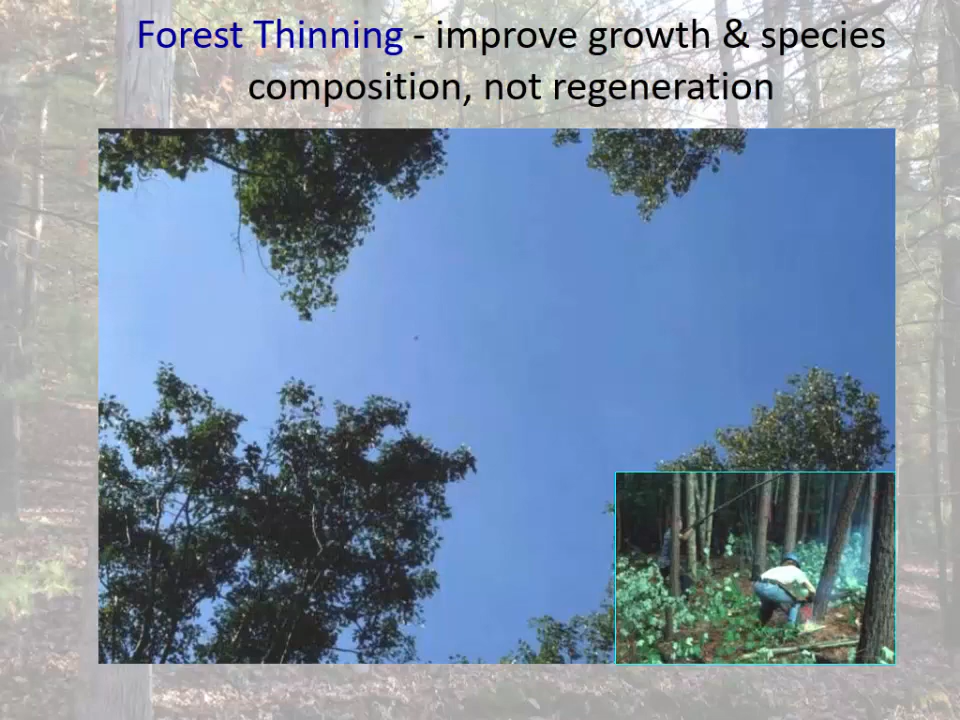 Forest Thinning - improve growth & species
composition, not regeneration